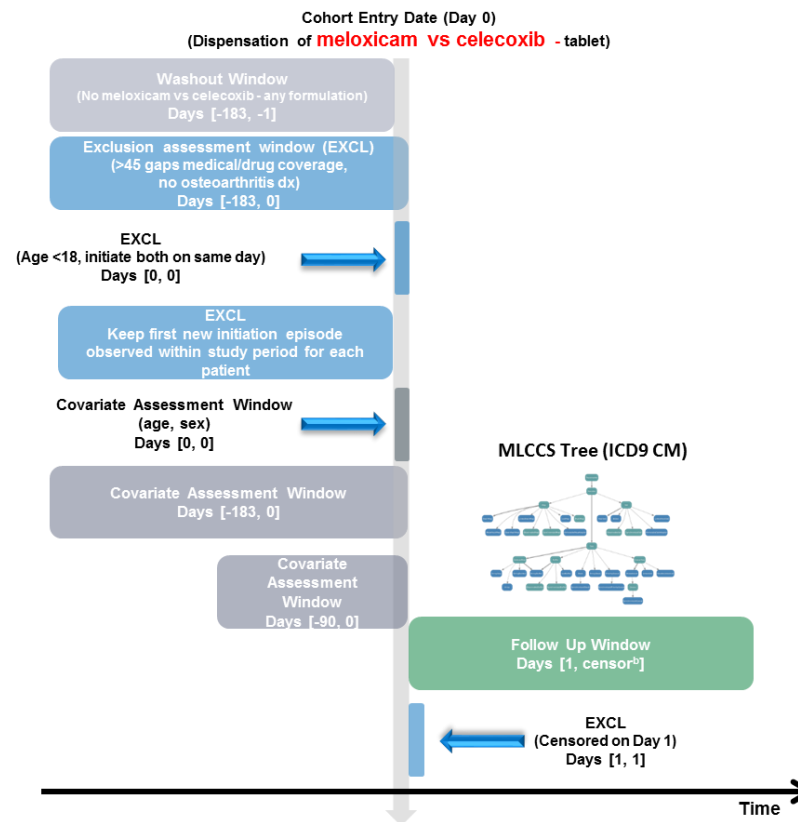 Cohort Entry Date (Day 0)
(Dispensation of meloxicam vs celecoxib - tablet)
Washout Window
(No meloxicam vs celecoxib - any formulation)
Days [-183, -1]
Exclusion assessment window (EXCL)
(>45 gaps medical/drug coverage,
no osteoarthritis dx)
Days [-183, 0]
EXCL
(Age <18, initiate both on same day)
Days [0, 0]
EXCL
Keep first new initiation episode
observed within study period for each
patient
Covariate Assessment Window
(age, sex)
Days [0, 0]
MLCCS Tree (ICD9 CM)
Covariate Assessment Window
Days [-183, 0]
Covariate
Assessment
Window
Days [-90, 0]
Follow Up Window
Days [1, censorᵇ]
EXCL
(Censored on Day 1)
Days [1, 1]
Time